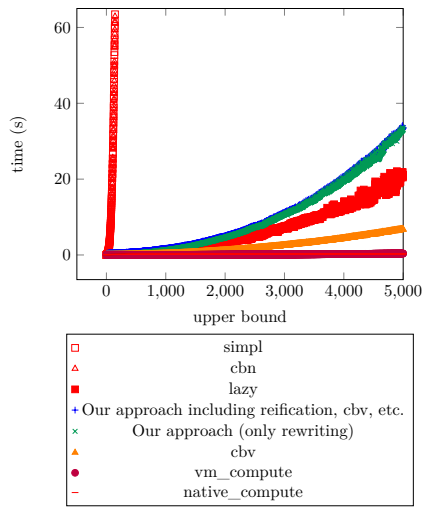 60
40
20
0
time (s)
0 1,000 2,000 3,000 4,000 5,000
upper bound
simpl
cbn
lazy
Our approach including reification, cbv, etc.
Our approach (only rewriting)
cbv
vm_compute
native_compute